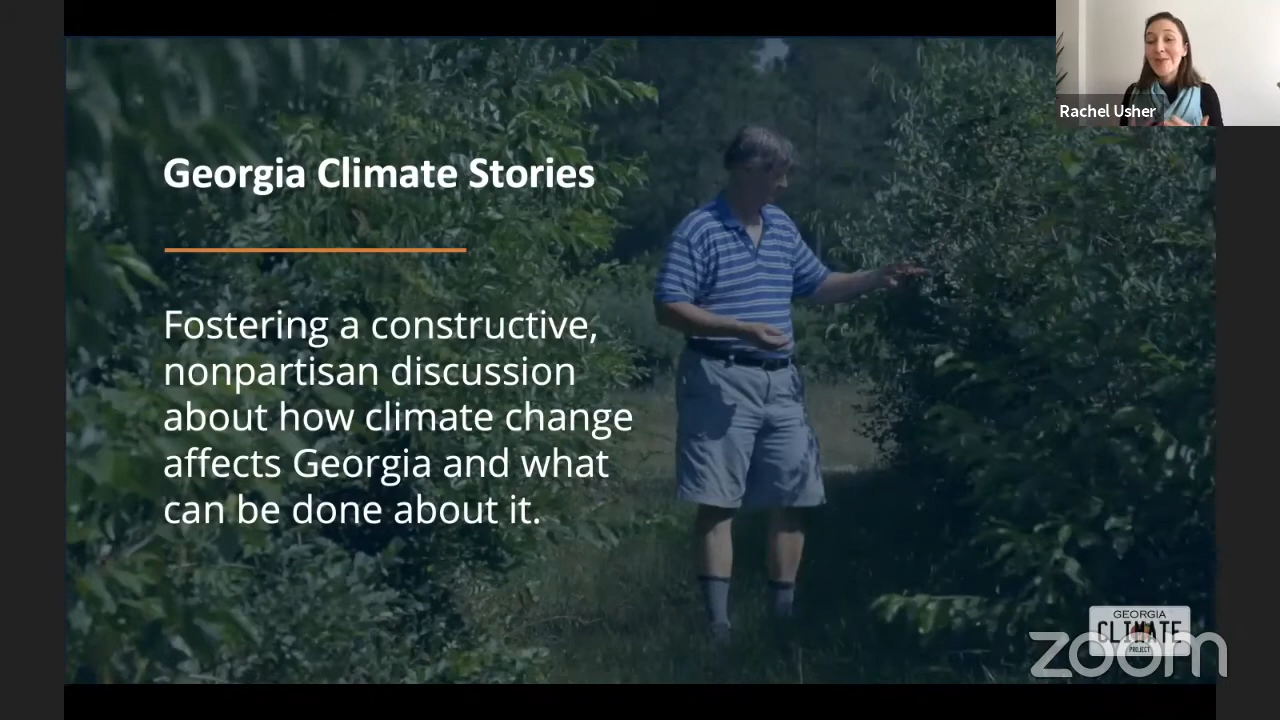 Rachel Usher
Georgia Climate Stories
Fostering a constructive,
nonpartisan discussion
about how climate change
affects Georgia and what
can be done about it.
GEORGIA
CLIMATE
PROJECT
zoom